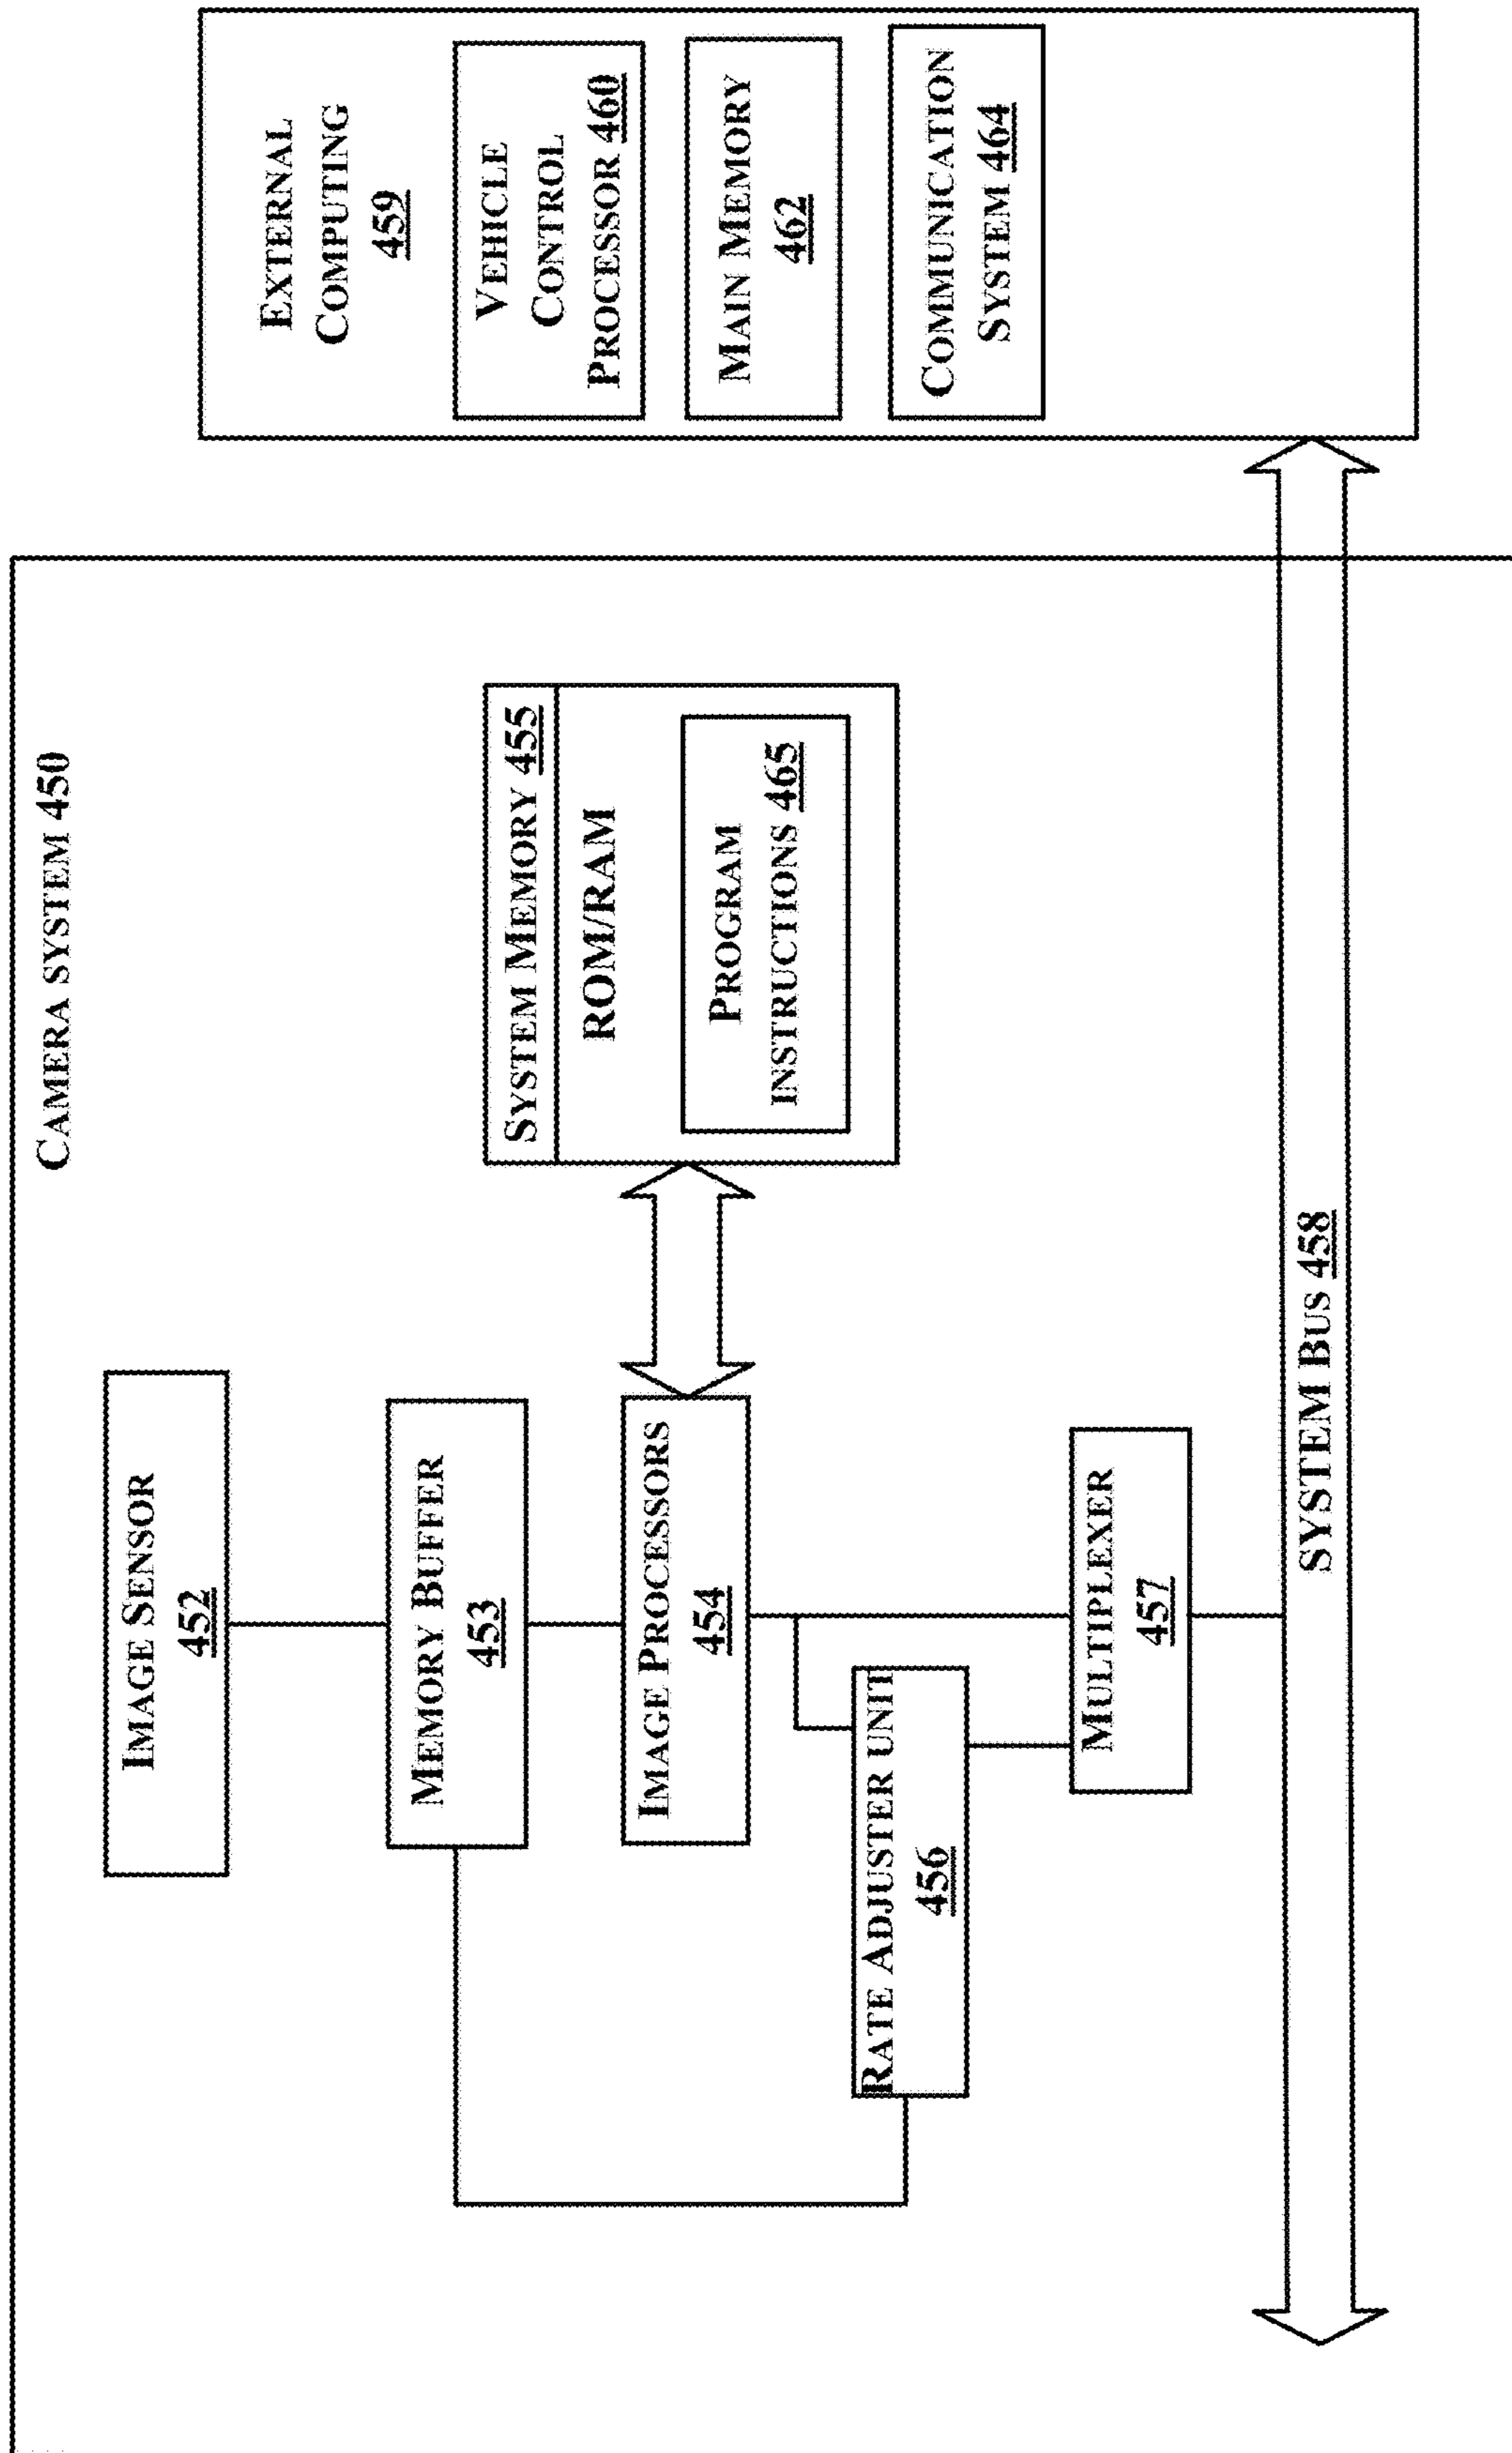 CAMERA SYSTEM 450
IMAGE SENSOR
452
MEMORY BUFFER
453
IMAGE PROCESSORS
454
SYSTEM MEMORY 455
ROM/RAM
PROGRAM
INSTRUCTIONS 465
RATE ADJUSTER UNIT
456
MULTIPLEXER
457
SYSTEM BUS 458
EXTERNAL
COMPUTING
459
VEHICLE
CONTROL
PROCESSOR 460
MAIN MEMORY
462
COMMUNICATION
SYSTEM 464